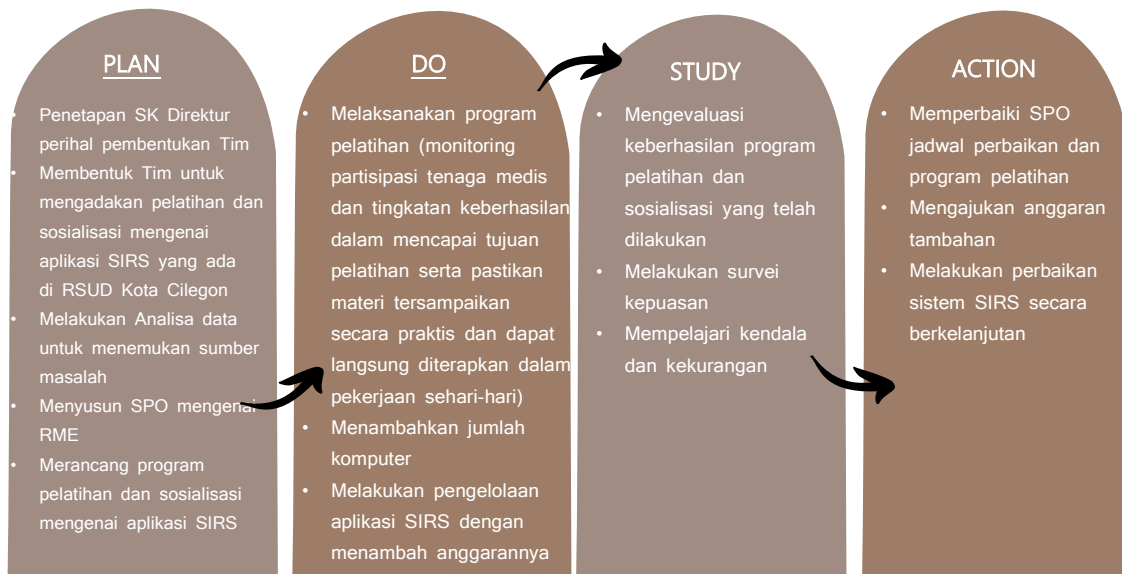 PLAN
• Penetapan SK Direktur
perihal pembentukan Tim
• Membentuk Tim untuk
mengadakan pelatihan dan
sosialisasi mengenai
aplikasi SIRS yang ada
di RSUD Kota Cilegon
• Melakukan Analisa data
untuk menemukan sumber
masalah
• Menyusun SPO mengenai
RME
• Merancang program
pelatihan dan sosialisasi
mengenai aplikasi SIRS
DO
• Melaksanakan program
pelatihan (monitoring
partisipasi tenaga medis
dan tingkatan keberhasilan
dalam mencapai tujuan
pelatihan serta pastikan
materi tersampaikan
secara praktis dan dapat
langsung diterapkan dalam
pekerjaan sehari-hari)
• Menambahkan jumlah
komputer
• Melakukan pengelolaan
aplikasi SIRS dengan
menambah anggarannya
STUDY
• Mengevaluasi
keberhasilan program
pelatihan dan
sosialisasi yang telah
dilakukan
• Melakukan survei
kepuasan
• Mempelajari kendala
dan kekurangan
ACTION
• Memperbaiki SPO
jadwal perbaikan dan
program pelatihan
• Mengajukan anggaran
tambahan
• Melakukan perbaikan
sistem SIRS secara
berkelanjutan